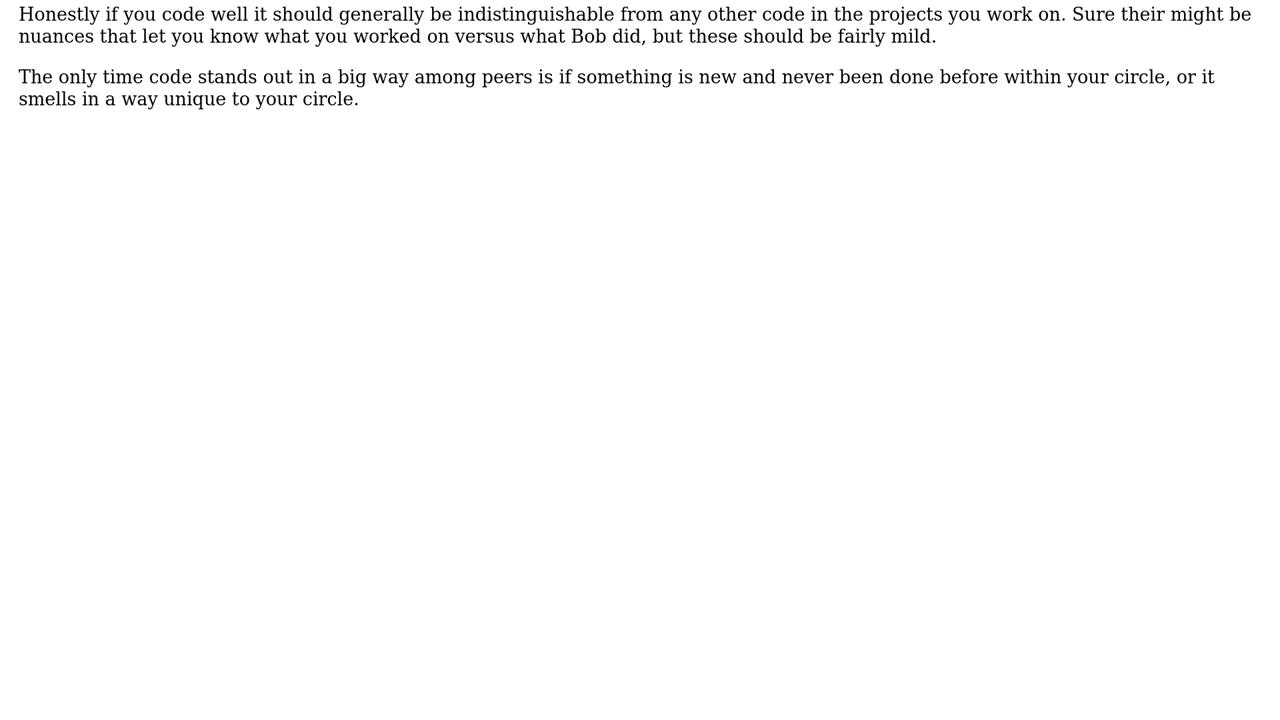 Honestly if you code well it should generally be indistinguishable from any other code in the projects you work on. Sure their might be
nuances that let you know what you worked on versus what Bob did, but these should be fairly mild.
The only time code stands out in a big way among peers is if something is new and never been done before within your circle, or it
smells in a way unique to your circle.